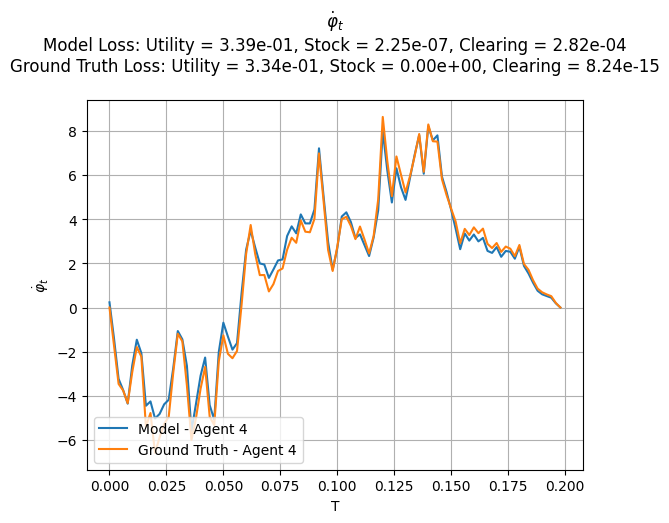 φ̇ₜ
Model Loss: Utility = 3.39e-01, Stock = 2.25e-07, Clearing = 2.82e-04
Ground Truth Loss: Utility = 3.34e-01, Stock = 0.00e+00, Clearing = 8.24e-15
φ̇ₜ
8
6
4
2
0
−2
−4
−6
Model - Agent 4
Ground Truth - Agent 4
0.000 0.025 0.050 0.075 0.100 0.125 0.150 0.175 0.200
T